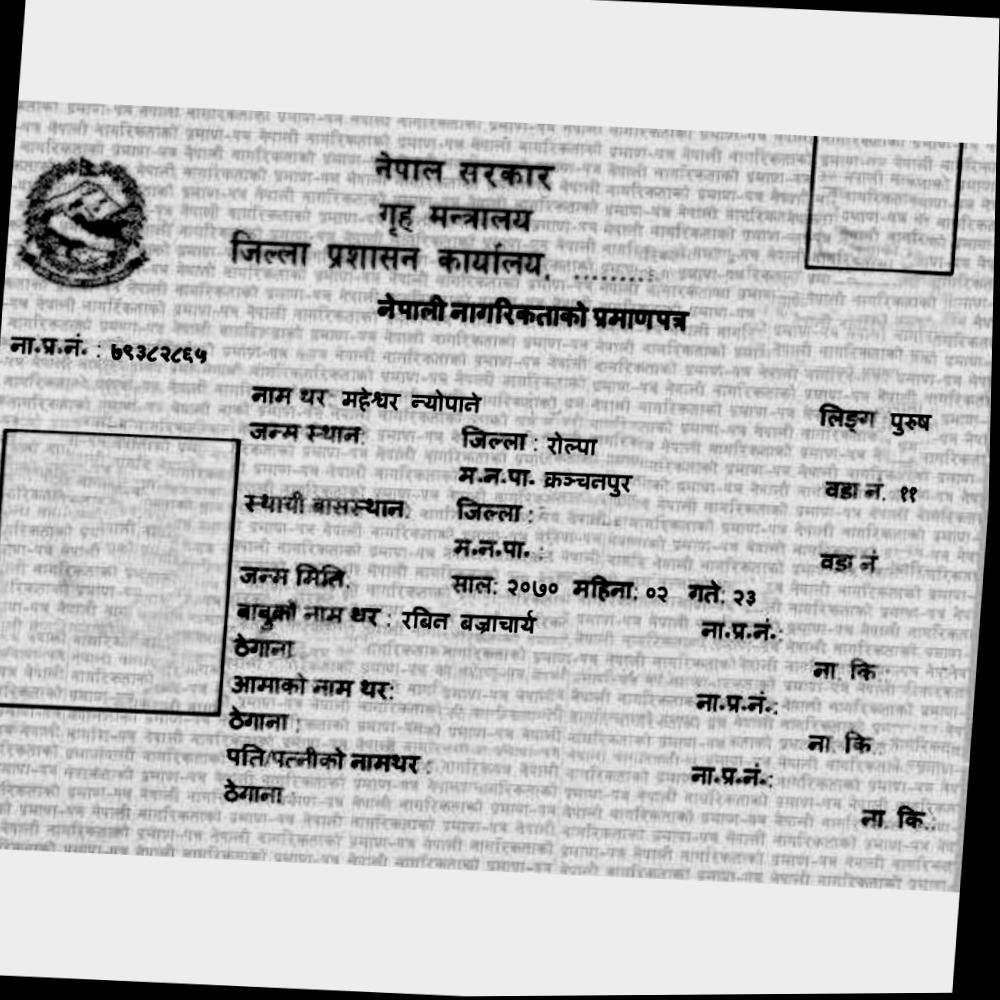 नेपाल सरकार
गृह मन्त्रालय
जिल्ला प्रशासन कार्यालय, ..........
नेपाली नागरिकताको प्रमाणपत्र
ना.प्र.नं. : ७९३८२८६५
नाम थर: महेश्वर न्योपाने लिङ्ग पुरुष
जन्म स्थान: जिल्ला : रोल्पा
म.न.पा. क्रञ्चनपुर वडा नं. ११
स्थायी बासस्थान: जिल्ला :
म.न.पा. : वडा नं.
जन्म मिति: साल: २०७० महिना: ०२ गते: २३
बाबुको नाम थर : रबिन बज्राचार्य ना.प्र.नं.:
ठेगाना ना. कि.:
आमाको नाम थर: ना.प्र.नं.:
ठेगाना : ना. कि.
पति/पत्नीको नामथर : ना.प्र.नं.:
ठेगाना ना. कि.: